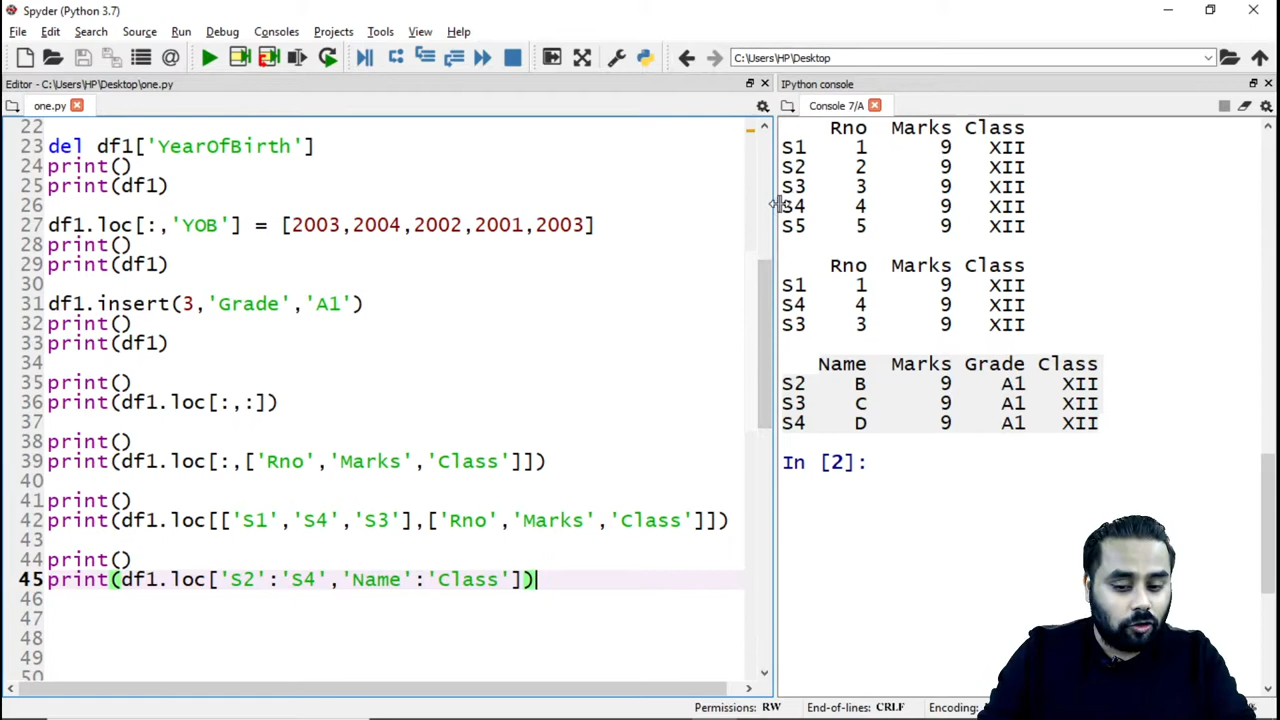 Spyder (Python 3.7)
File Edit Search Source Run Debug Consoles Projects Tools View Help
C:\Users\HP\Desktop
Editor - C:\Users\HP\Desktop\one.py
one.py
22
23 del df1['YearOfBirth']
24 print()
25 print(df1)
26
27 df1.loc[:,'YOB'] = [2003,2004,2002,2001,2003]
28 print()
29 print(df1)
30
31 df1.insert(3,'Grade','A1')
32 print()
33 print(df1)
34
35 print()
36 print(df1.loc[:,:])
37
38 print()
39 print(df1.loc[:,['Rno','Marks','Class']])
40
41 print()
42 print(df1.loc[['S1','S4','S3'],['Rno','Marks','Class']])
43
44 print()
45 print(df1.loc['S2':'S4','Name':'Class'])
46
47
48
49
50
IPython console
Console 7/A
Rno Marks Class
S1 1 9 XII
S2 2 9 XII
S3 3 9 XII
S4 4 9 XII
S5 5 9 XII
Rno Marks Class
S1 1 9 XII
S4 4 9 XII
S3 3 9 XII
Name Marks Grade Class
S2 B 9 A1 XII
S3 C 9 A1 XII
S4 D 9 A1 XII
In [2]:
Permissions: RW End-of-lines: CRLF Encoding: